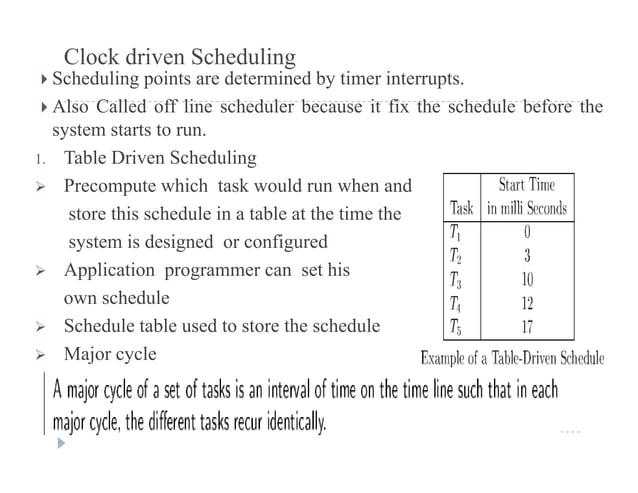 Clock driven Scheduling
Scheduling points are determined by timer interrupts.
Also Called off line scheduler because it fix the schedule before the
system starts to run.
1. Table Driven Scheduling
Precompute which task would run when and
store this schedule in a table at the time the
system is designed or configured
Application programmer can set his
own schedule
Schedule table used to store the schedule
Major cycle
Start Time
Task in milli Seconds
T1 0
T2 3
T3 10
T4 12
T5 17
Example of a Table-Driven Schedule
A major cycle of a set of tasks is an interval of time on the time line such that in each
major cycle, the different tasks recur identically.